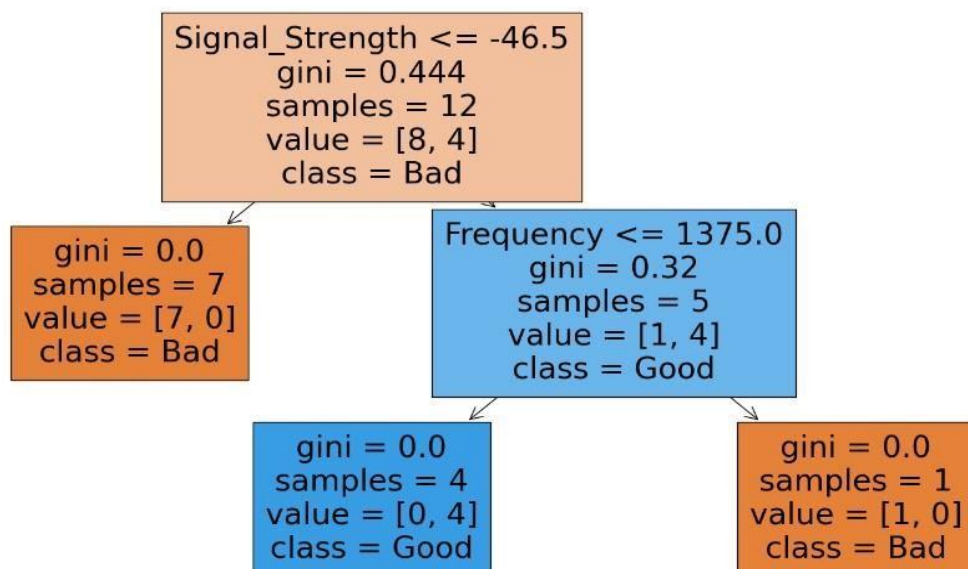 Signal_Strength <= -46.5
gini = 0.444
samples = 12
value = [8, 4]
class = Bad
gini = 0.0
samples = 7
value = [7, 0]
class = Bad
Frequency <= 1375.0
gini = 0.32
samples = 5
value = [1, 4]
class = Good
gini = 0.0
samples = 4
value = [0, 4]
class = Good
gini = 0.0
samples = 1
value = [1, 0]
class = Bad